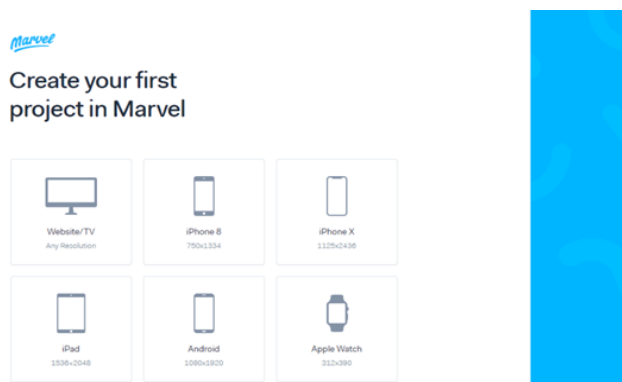 Marvel
Create your first
project in Marvel
Website/TV
Any Resolution
iPhone 8
750x1334
iPhone X
1125x2436
iPad
1536x2048
Android
1080x1920
Apple Watch
312x390